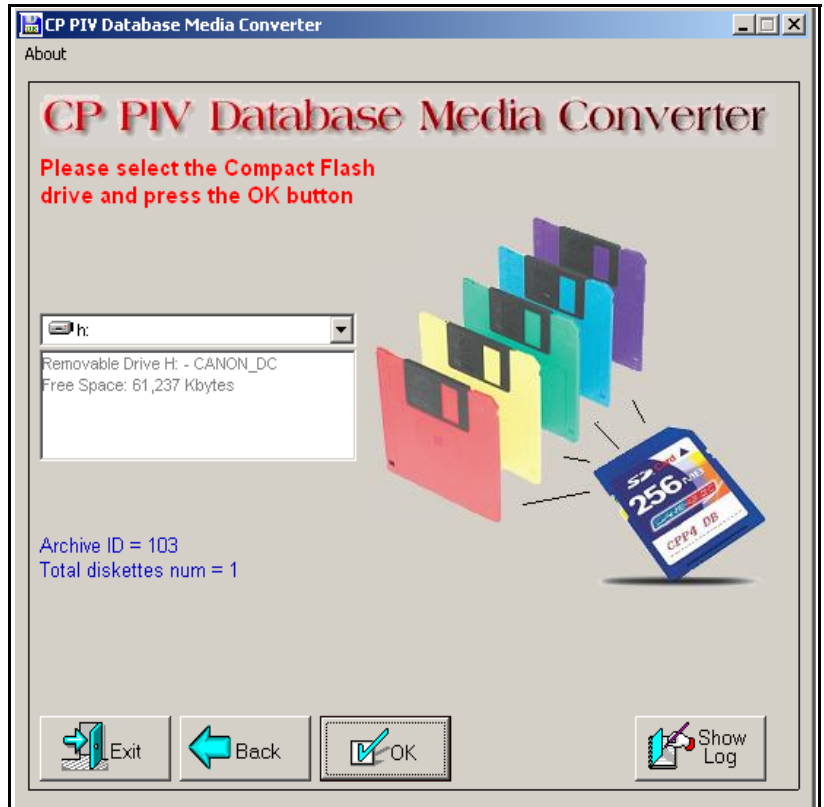 CP PIV Database Media Converter
About
CP PIV Database Media Converter
Please select the Compact Flash
drive and press the OK button
h:
Removable Drive H: - CANON_DC
Free Space: 61,237 Kbytes
SD Card
256 MB
CPP4 DB
Archive ID = 103
Total diskettes num = 1
Exit
Back
OK
Show
Log